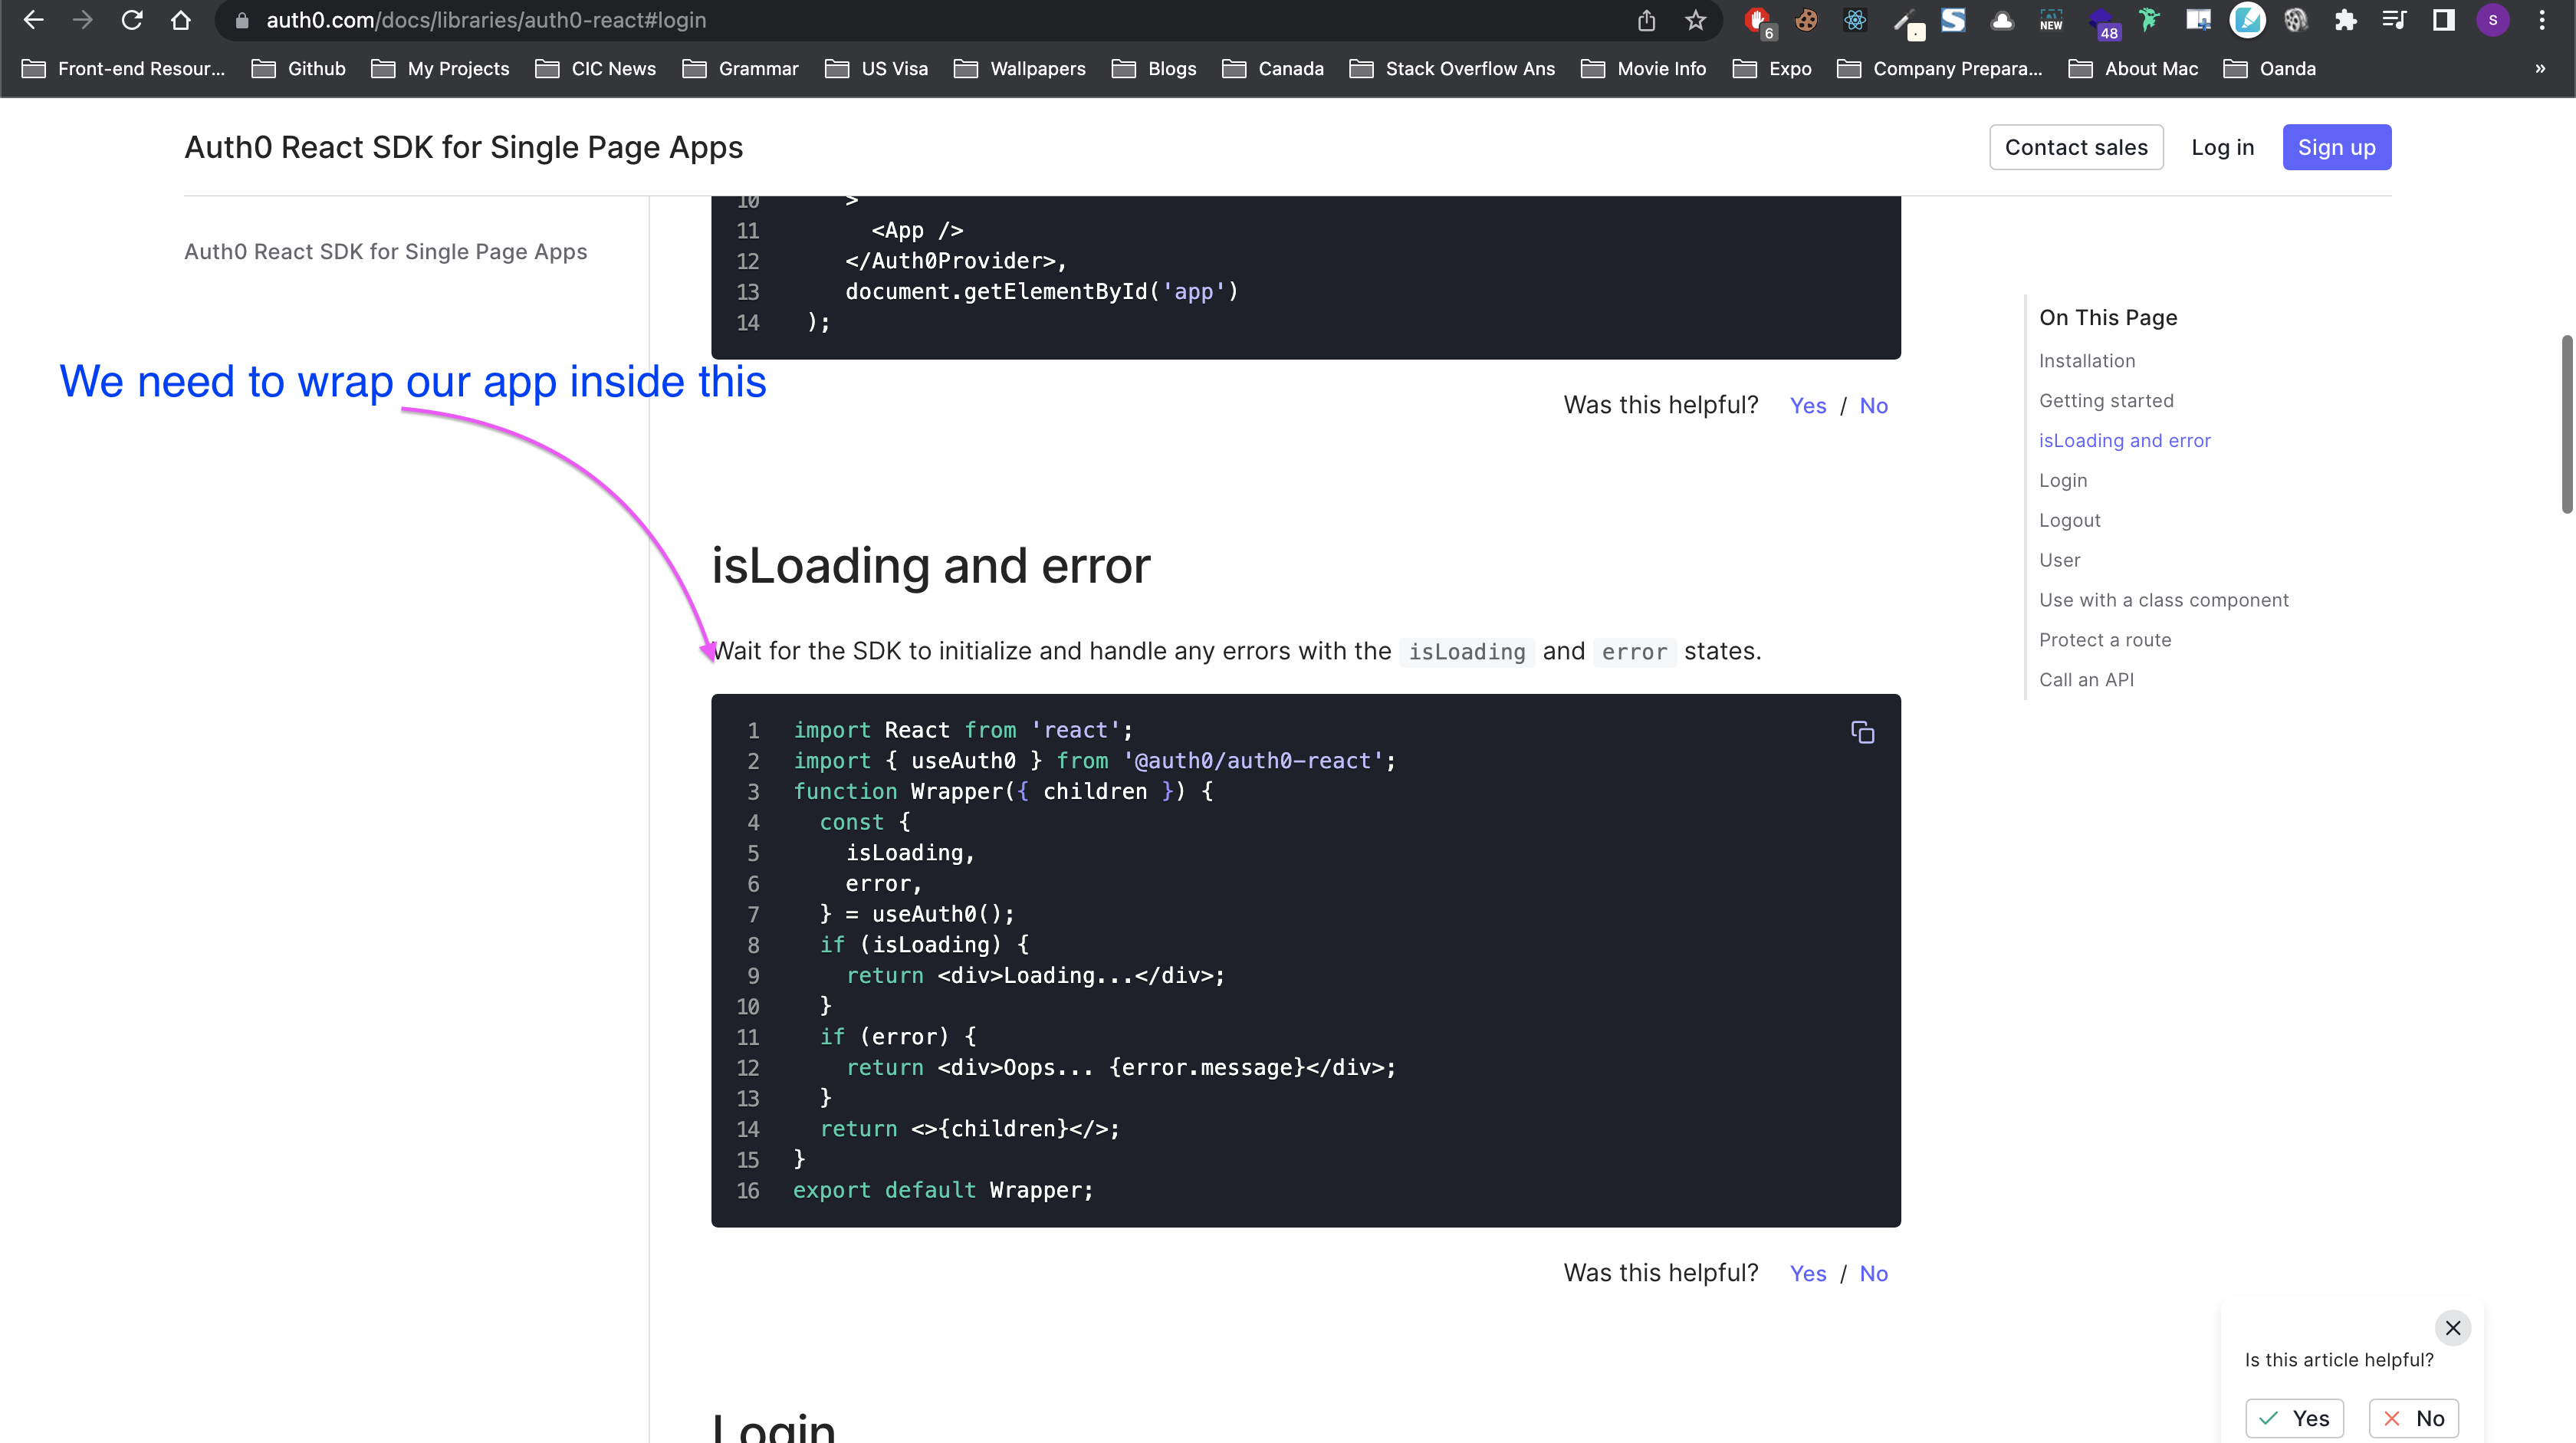 auth0.com/docs/libraries/auth0-react#login
6
NEW
48
S
Front-end Resour...
Github
My Projects
CIC News
Grammar
US Visa
Wallpapers
Blogs
Canada
Stack Overflow Ans
Movie Info
Expo
Company Prepara...
About Mac
Oanda
»
Auth0 React SDK for Single Page Apps
Contact sales
Log in
Sign up
Auth0 React SDK for Single Page Apps
10 >
11 <App />
12 </Auth0Provider>,
13 document.getElementById('app')
14 );
We need to wrap our app inside this
Was this helpful? Yes / No
On This Page
Installation
Getting started
isLoading and error
Login
Logout
User
Use with a class component
Protect a route
Call an API
isLoading and error
Wait for the SDK to initialize and handle any errors with the isLoading and error states.
1 import React from 'react';
2 import { useAuth0 } from '@auth0/auth0-react';
3 function Wrapper({ children }) {
4 const {
5 isLoading,
6 error,
7 } = useAuth0();
8 if (isLoading) {
9 return <div>Loading...</div>;
10 }
11 if (error) {
12 return <div>Oops... {error.message}</div>;
13 }
14 return <>{children}</>;
15 }
16 export default Wrapper;
Was this helpful? Yes / No
Login
Is this article helpful?
Yes
No